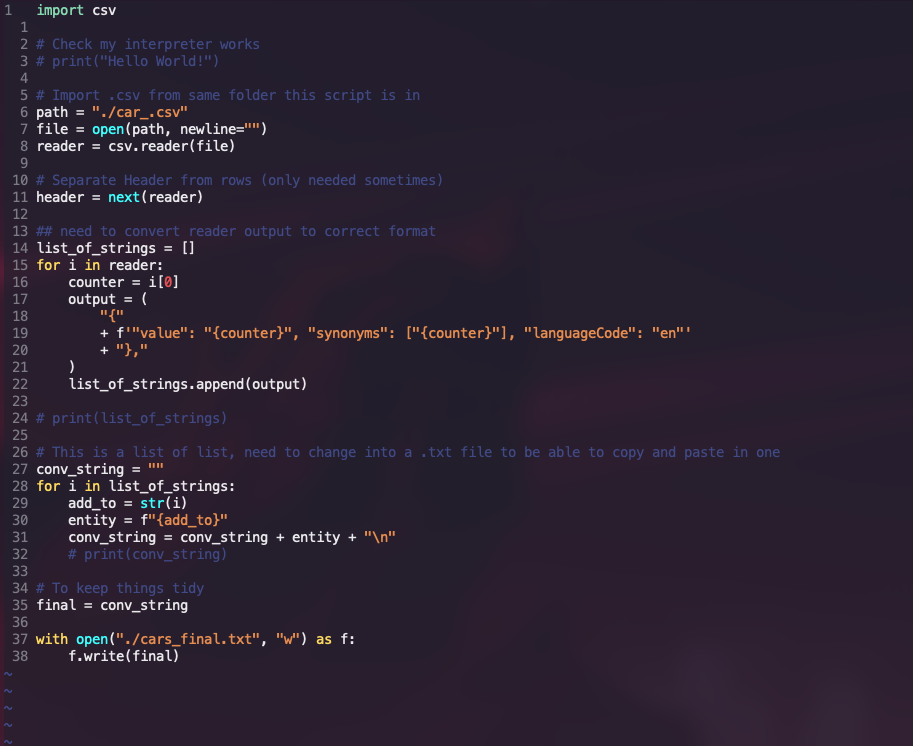 1   import csv
  1
  2 # Check my interpreter works
  3 # print("Hello World!")
  4
  5 # Import .csv from same folder this script is in
  6 path = "./car_.csv"
  7 file = open(path, newline="")
  8 reader = csv.reader(file)
  9
 10 # Separate Header from rows (only needed sometimes)
 11 header = next(reader)
 12
 13 ## need to convert reader output to correct format
 14 list_of_strings = []
 15 for i in reader:
 16     counter = i[0]
 17     output = (
 18         "{"
 19         + f'"value": "{counter}", "synonyms": ["{counter}"], "languageCode": "en"'
 20         + "},"
 21     )
 22     list_of_strings.append(output)
 23
 24 # print(list_of_strings)
 25
 26 # This is a list of list, need to change into a .txt file to be able to copy and paste in one
 27 conv_string = ""
 28 for i in list_of_strings:
 29     add_to = str(i)
 30     entity = f"{add_to}"
 31     conv_string = conv_string + entity + "\n"
 32     # print(conv_string)
 33
 34 # To keep things tidy
 35 final = conv_string
 36
 37 with open("./cars_final.txt", "w") as f:
 38     f.write(final)
~
~
~
~
~